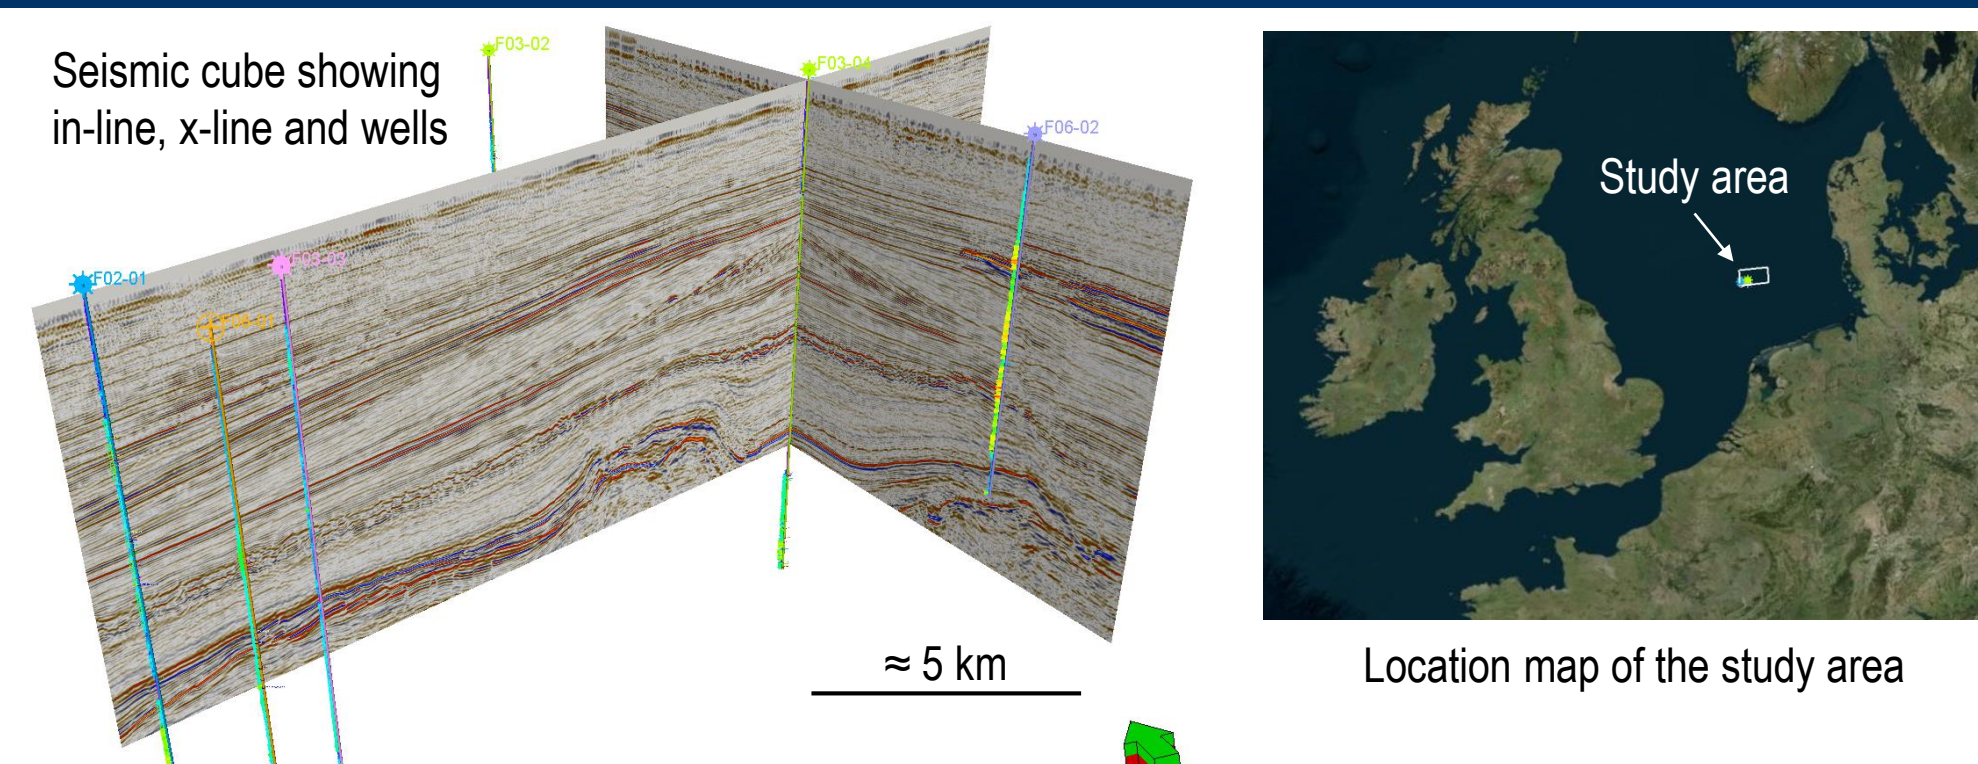 Seismic cube showing
in-line, x-line and wells
F03-02
F03-04
F06-02
F02-01
F03-03
F06-01
≈ 5 km
Study area
Location map of the study area